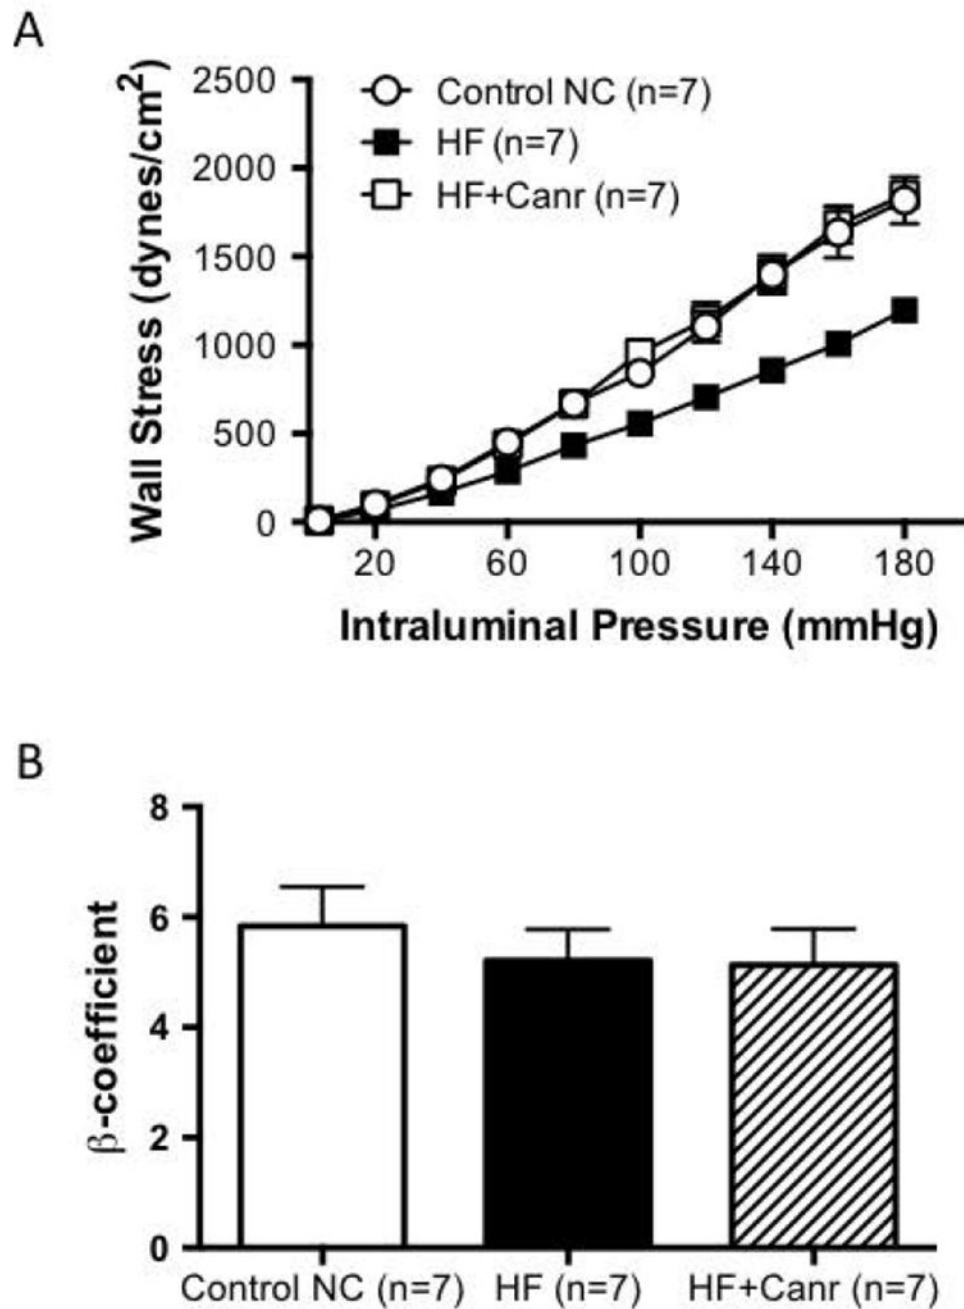 A
Wall Stress (dynes/cm²)
2500
2000
1500
1000
500
0
Control NC (n=7)
HF (n=7)
HF+Canr (n=7)
20 60 100 140 180
Intraluminal Pressure (mmHg)
B
β-coefficient
8
6
4
2
0
Control NC (n=7) HF (n=7) HF+Canr (n=7)